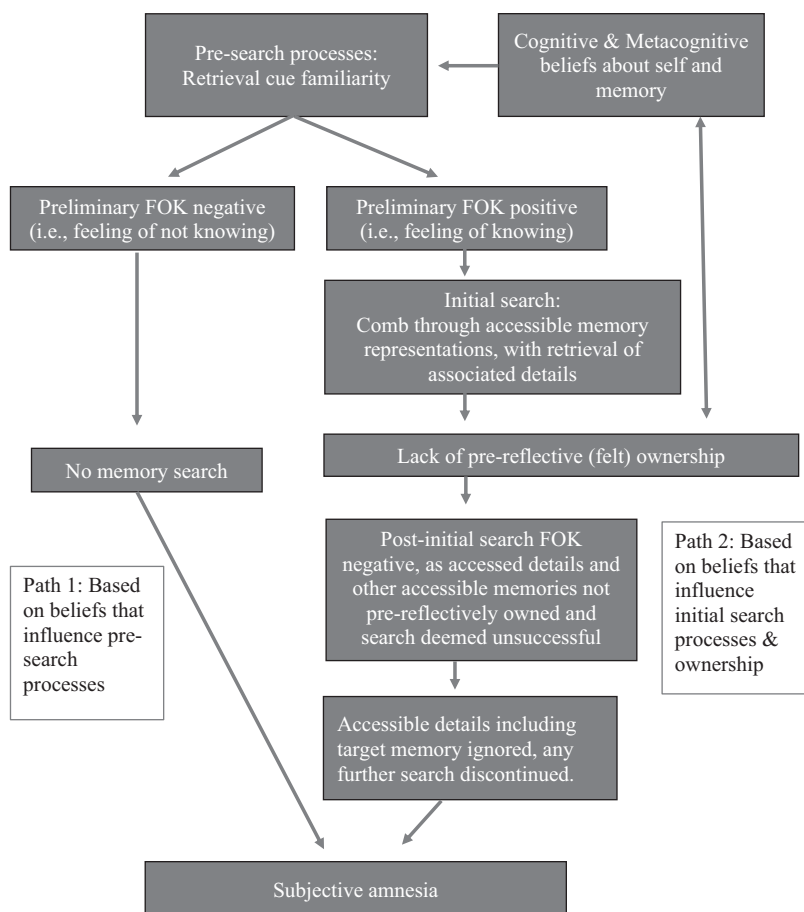 Pre-search processes:
Retrieval cue familiarity
Cognitive & Metacognitive
beliefs about self and
memory
Preliminary FOK negative
(i.e., feeling of not knowing)
Preliminary FOK positive
(i.e., feeling of knowing)
Initial search:
Comb through accessible memory
representations, with retrieval of
associated details
No memory search
Lack of pre-reflective (felt) ownership
Path 1: Based
on beliefs that
influence pre-
search
processes
Post-initial search FOK
negative, as accessed details and
other accessible memories not
pre-reflectively owned and
search deemed unsuccessful
Path 2: Based on
beliefs that
influence
initial search
processes &
ownership
Accessible details including
target memory ignored, any
further search discontinued.
Subjective amnesia